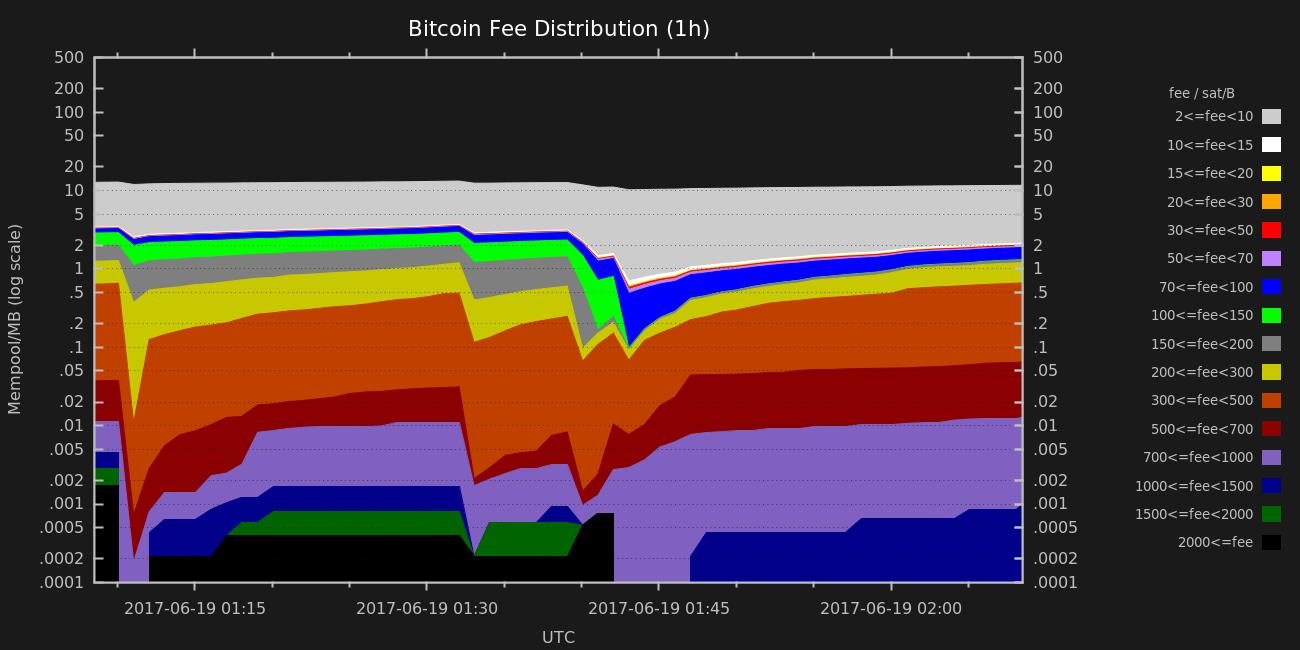 Bitcoin Fee Distribution (1h)
Mempool/MB (log scale)
500
200
100
50
20
10
5
2
1
.5
.2
.1
.05
.02
.01
.005
.002
.001
.0005
.0002
.0001
500
200
100
50
20
10
5
2
1
.5
.2
.1
.05
.02
.01
.005
.002
.001
.0005
.0002
.0001
2017-06-19 01:15
2017-06-19 01:30
2017-06-19 01:45
2017-06-19 02:00
UTC
fee / sat/B
2<=fee<10
10<=fee<15
15<=fee<20
20<=fee<30
30<=fee<50
50<=fee<70
70<=fee<100
100<=fee<150
150<=fee<200
200<=fee<300
300<=fee<500
500<=fee<700
700<=fee<1000
1000<=fee<1500
1500<=fee<2000
2000<=fee